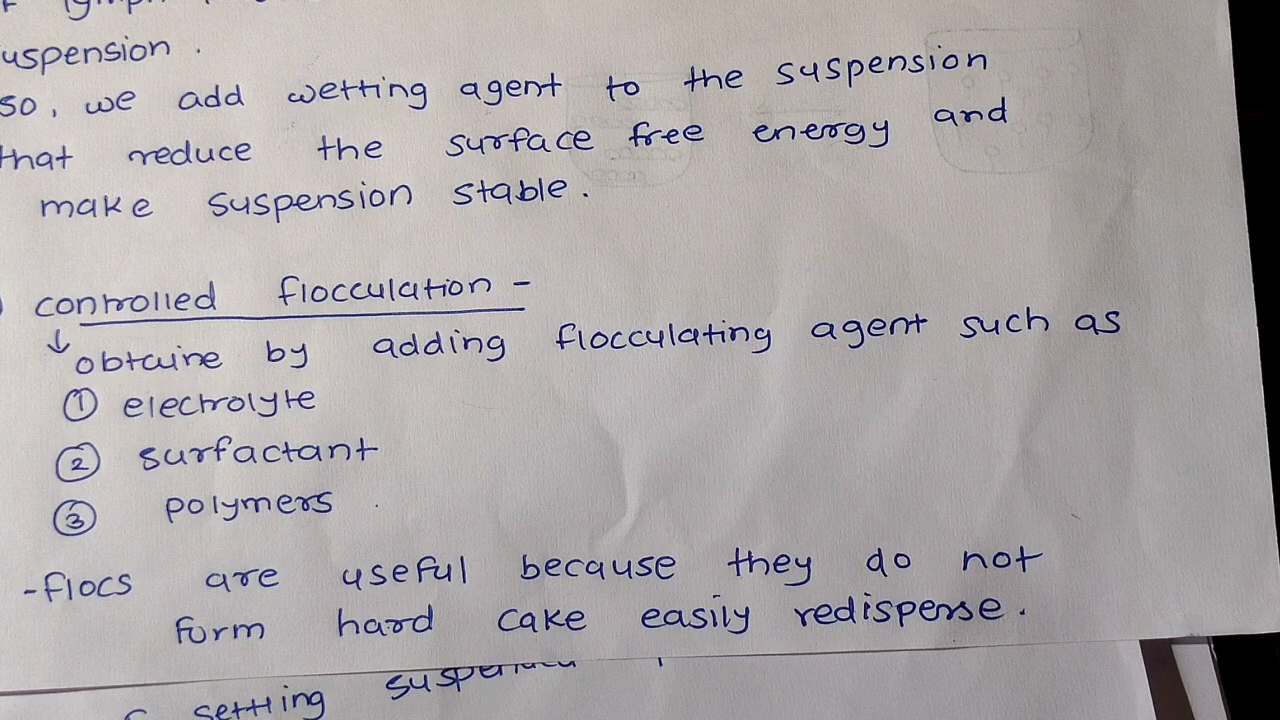 uspension.
so, we add wetting agent to the suspension
that reduce the surface free energy and
make suspension stable.
controlled flocculation -
↓ obtaine by adding flocculating agent such as
① electrolyte
② surfactant
③ polymers
- flocs are useful because they do not
form hard cake easily redisperse.
settling